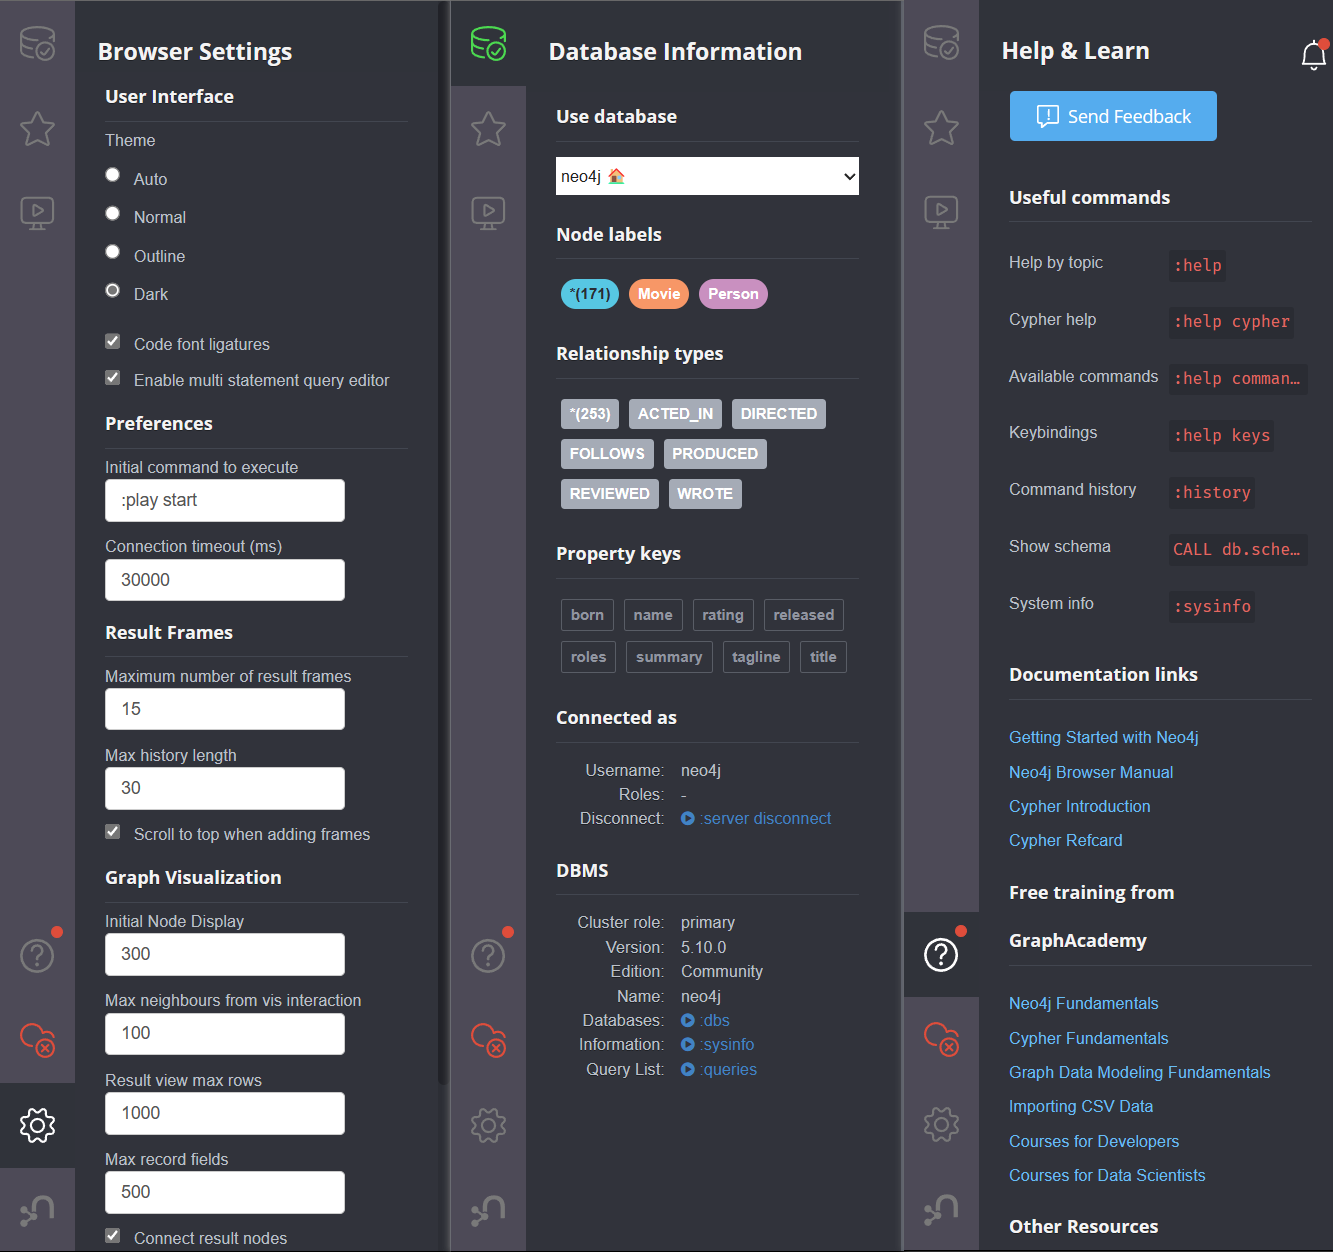 Browser Settings
User Interface
Theme
Auto
Normal
Outline
Dark
Code font ligatures
Enable multi statement query editor
Preferences
Initial command to execute
:play start
Connection timeout (ms)
30000
Result Frames
Maximum number of result frames
15
Max history length
30
Scroll to top when adding frames
Graph Visualization
Initial Node Display
300
Max neighbours from vis interaction
100
Result view max rows
1000
Max record fields
500
Connect result nodes
Database Information
Use database
neo4j 🏠
Node labels
*(171) Movie Person
Relationship types
*(253) ACTED_IN DIRECTED
FOLLOWS PRODUCED
REVIEWED WROTE
Property keys
born name rating released
roles summary tagline title
Connected as
Username: neo4j
Roles: -
Disconnect: :server disconnect
DBMS
Cluster role: primary
Version: 5.10.0
Edition: Community
Name: neo4j
Databases: :dbs
Information: :sysinfo
Query List: :queries
Help & Learn
Send Feedback
Useful commands
Help by topic :help
Cypher help :help cypher
Available commands :help comman…
Keybindings :help keys
Command history :history
Show schema CALL db.sche…
System info :sysinfo
Documentation links
Getting Started with Neo4j
Neo4j Browser Manual
Cypher Introduction
Cypher Refcard
Free training from
GraphAcademy
Neo4j Fundamentals
Cypher Fundamentals
Graph Data Modeling Fundamentals
Importing CSV Data
Courses for Developers
Courses for Data Scientists
Other Resources